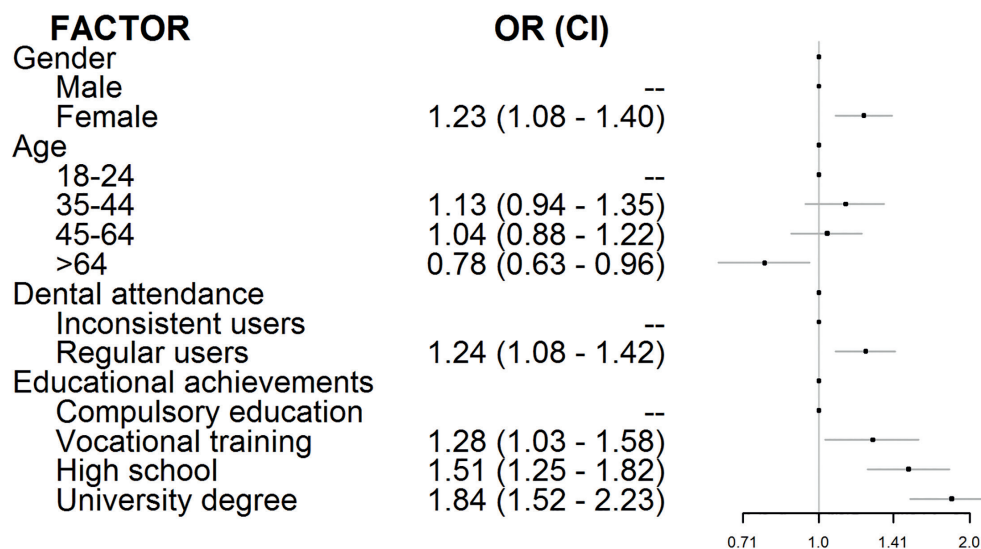 FACTOR OR (CI)
Gender
Male --
Female 1.23 (1.08 - 1.40)
Age
18-24 --
35-44 1.13 (0.94 - 1.35)
45-64 1.04 (0.88 - 1.22)
>64 0.78 (0.63 - 0.96)
Dental attendance
Inconsistent users --
Regular users 1.24 (1.08 - 1.42)
Educational achievements
Compulsory education --
Vocational training 1.28 (1.03 - 1.58)
High school 1.51 (1.25 - 1.82)
University degree 1.84 (1.52 - 2.23)
0.71 1.0 1.41 2.0